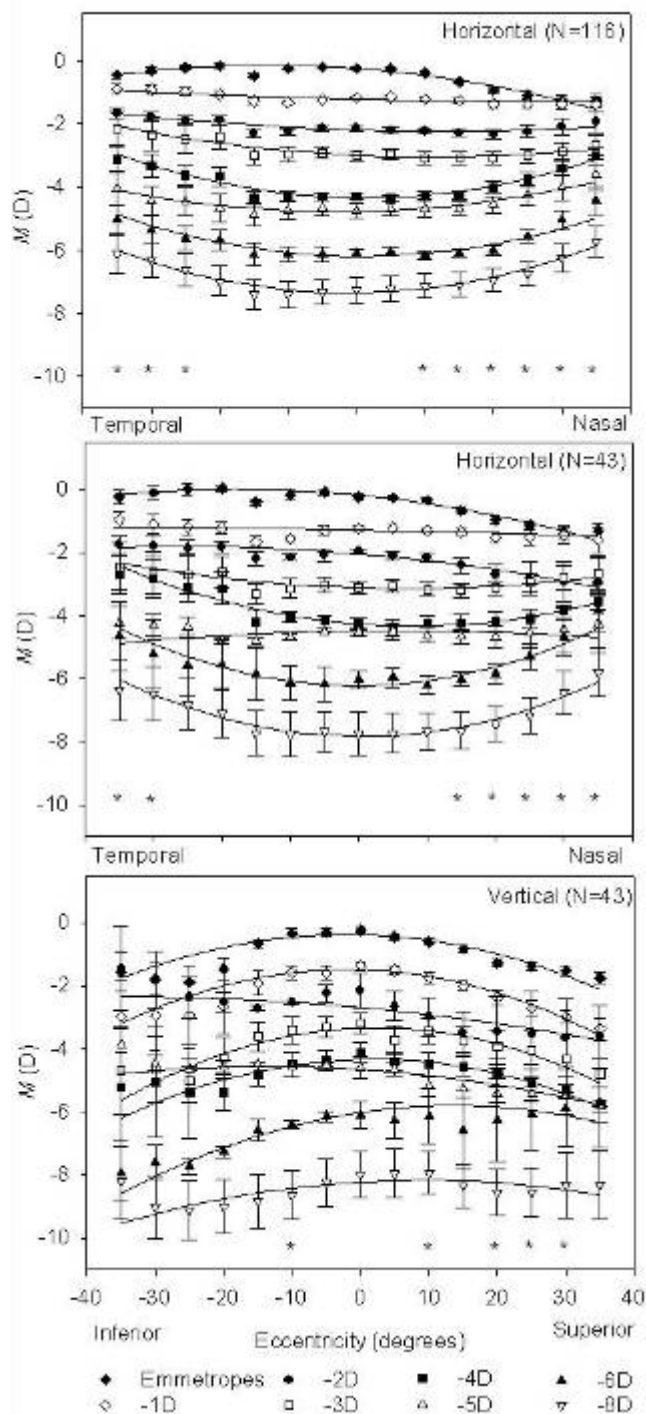 Horizontal (N=116)
0
-2
-4
-6
-8
-10
M (D)
* * * * * * * * *
Temporal Nasal
Horizontal (N=43)
0
-2
-4
-6
-8
-10
M (D)
* * * * * * *
Temporal Nasal
Vertical (N=43)
0
-2
-4
-6
-8
-10
M (D)
* * * * *
-40 -30 -20 -10 0 10 20 30 40
Inferior Eccentricity (degrees) Superior
Emmetropes -2D -4D -6D
-1D -3D -5D -8D